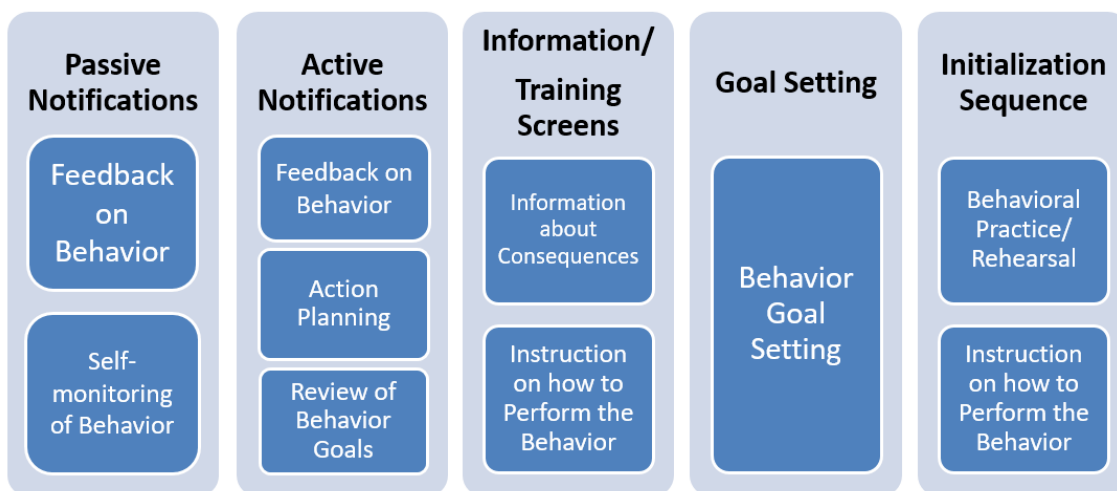 Passive
Notifications
Feedback
on
Behavior
Self-
monitoring
of Behavior
Active
Notifications
Feedback on
Behavior
Action
Planning
Review of
Behavior
Goals
Information/
Training
Screens
Information
about
Consequences
Instruction
on how to
Perform the
Behavior
Goal Setting
Behavior
Goal
Setting
Initialization
Sequence
Behavioral
Practice/
Rehearsal
Instruction
on how to
Perform the
Behavior